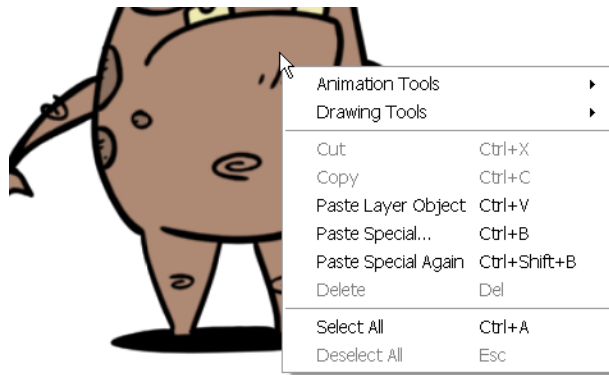 Animation Tools
Drawing Tools
Cut Ctrl+X
Copy Ctrl+C
Paste Layer Object Ctrl+V
Paste Special... Ctrl+B
Paste Special Again Ctrl+Shift+B
Delete Del
Select All Ctrl+A
Deselect All Esc